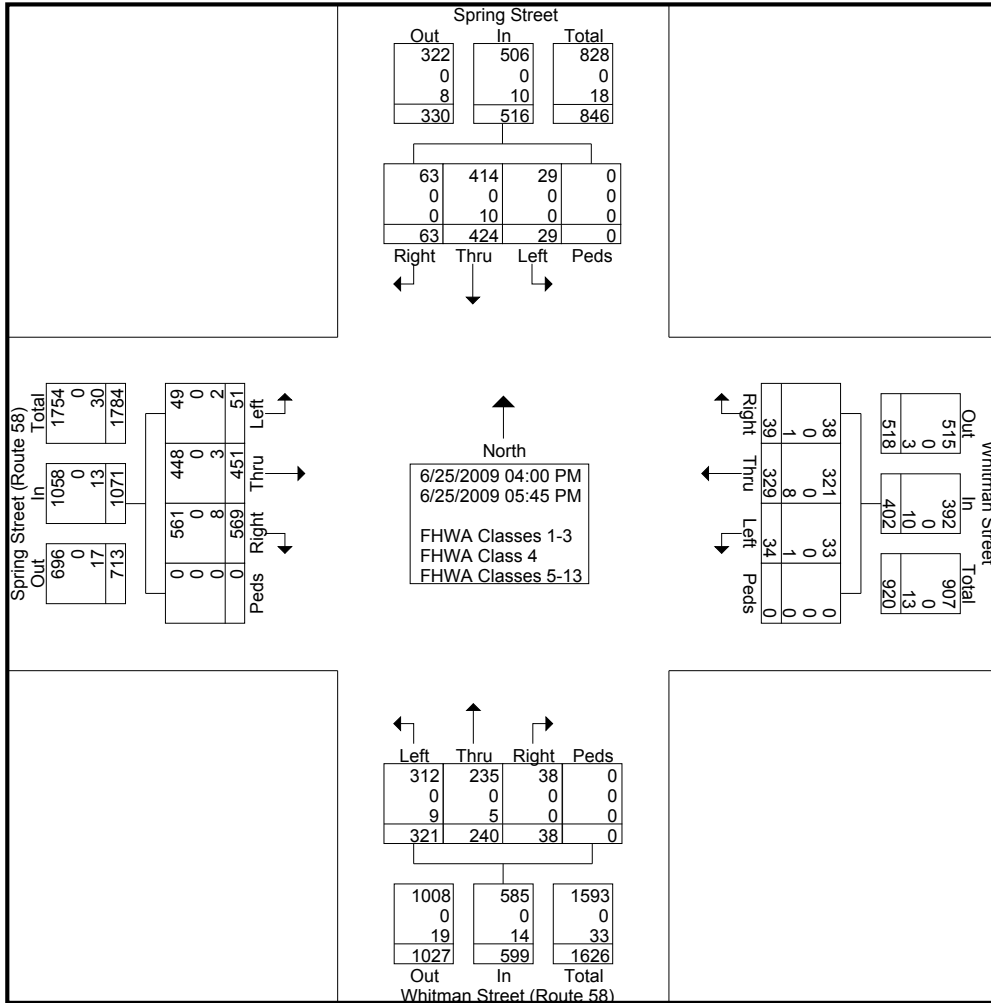 Spring Street
Out In Total
322 506 828
0 0 0
8 10 18
330 516 846
63 414 29 0
0 0 0 0
0 10 0 0
63 424 29 0
Right Thru Left Peds
Spring Street (Route 58)
Total
1754 0 30 1784
In
1058 0 13 1071
Out
696 0 17 713
49 0 2 51 Left
448 0 3 451 Thru
561 0 8 569 Right
0 0 0 0 Peds
North
6/25/2009 04:00 PM
6/25/2009 05:45 PM
FHWA Classes 1-3
FHWA Class 4
FHWA Classes 5-13
Right 39 1 0 38
Thru 329 8 0 321
Left 34 1 0 33
Peds 0 0 0 0
Whitman Street
Out
515 0 3 518
In
392 0 10 402
Total
907 0 13 920
Left Thru Right Peds
312 235 38 0
0 0 0 0
9 5 0 0
321 240 38 0
1008 585 1593
0 0 0
19 14 33
1027 599 1626
Out In Total
Whitman Street (Route 58)